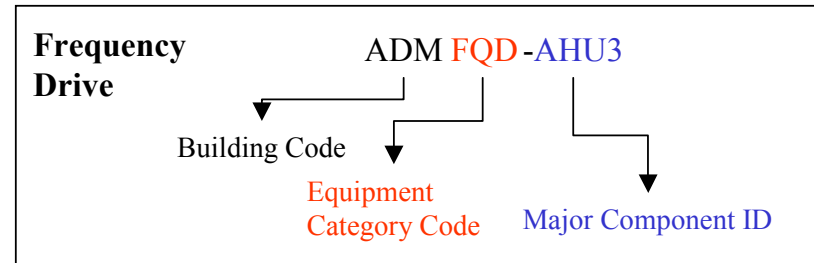 Frequency
Drive
ADM FQD -AHU3
Building Code
Equipment
Category Code
Major Component ID